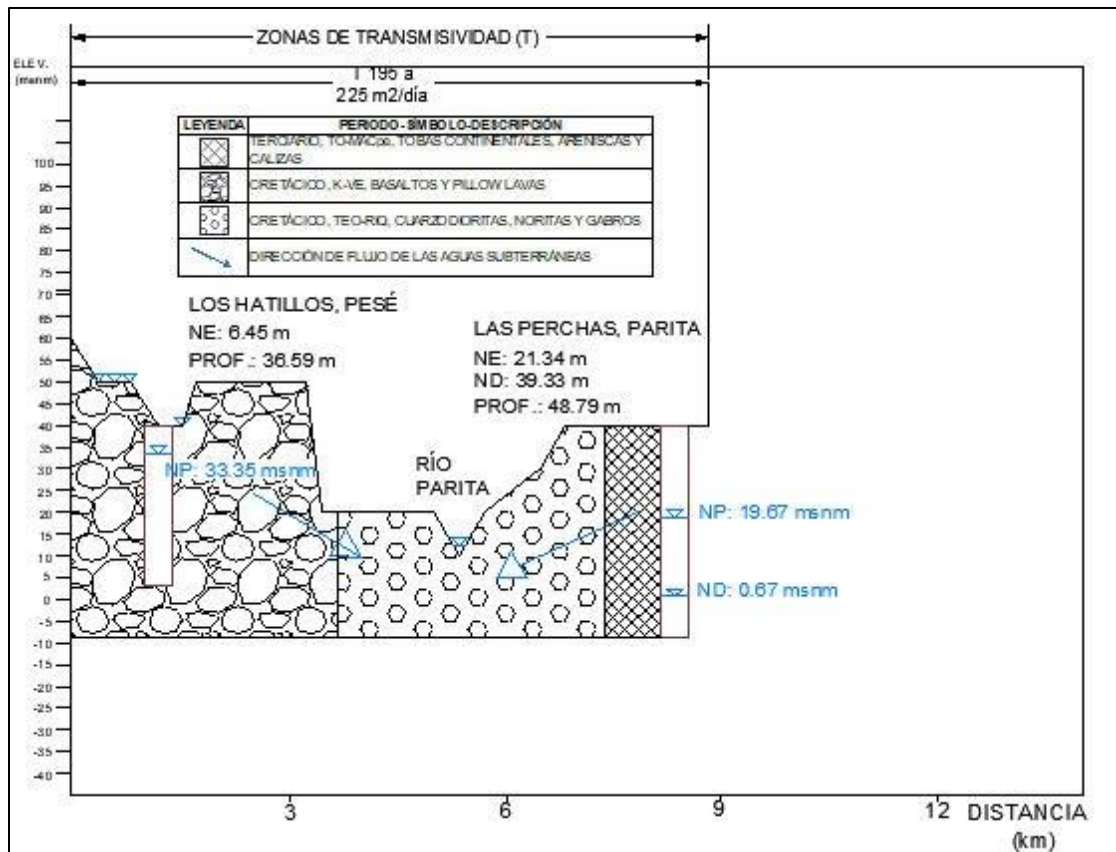 ZONAS DE TRANSMISIVIDAD (T)
ELEV.
(msnm)
T 195 a
225 m2/día
LEYENDA PERIODO-SÍMBOLO-DESCRIPCIÓN
TERCIARIO, TO-MACpe, TOBAS CONTINENTALES, ARENISCAS Y
CALIZAS
CRETÁCICO, K-VE, BASALTOS Y PILLOW LAVAS
CRETÁCICO, TEO-RIQ, CUARZODIORITAS, NORITAS Y GABROS
DIRECCIÓN DE FLUJO DE LAS AGUAS SUBTERRÁNEAS
100
95
90
85
80
75
70
65
60
55
50
45
40
35
30
25
20
15
10
5
0
-5
-10
-15
-20
-25
-30
-35
-40
LOS HATILLOS, PESÉ
NE: 6.45 m
PROF.: 36.59 m
LAS PERCHAS, PARITA
NE: 21.34 m
ND: 39.33 m
PROF.: 48.79 m
RÍO
PARITA
NP: 33.35 msnm
NP: 19.67 msnm
ND: 0.67 msnm
3
6
9
12
DISTANCIA
(km)